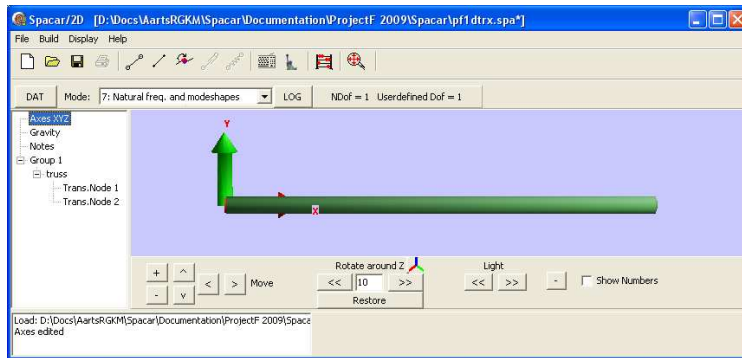 Spacar/2D [D:\Docs\AartsRGKM\Spacar\Documentation\ProjectF 2009\Spacar\pf1dtrx.spa*]
File Build Display Help
DAT Mode: 7: Natural freq. and modeshapes LOG NDof = 1 Userdefined Dof = 1
Axes XYZ
Gravity
Notes
Group 1
truss
Trans.Node 1
Trans.Node 2
Y
X
Rotate around Z Light
+ ^ < > Move << 10 >> << >> - Show Numbers
- v Restore
Load: D:\Docs\AartsRGKM\Spacar\Documentation\ProjectF 2009\Spaca
Axes edited